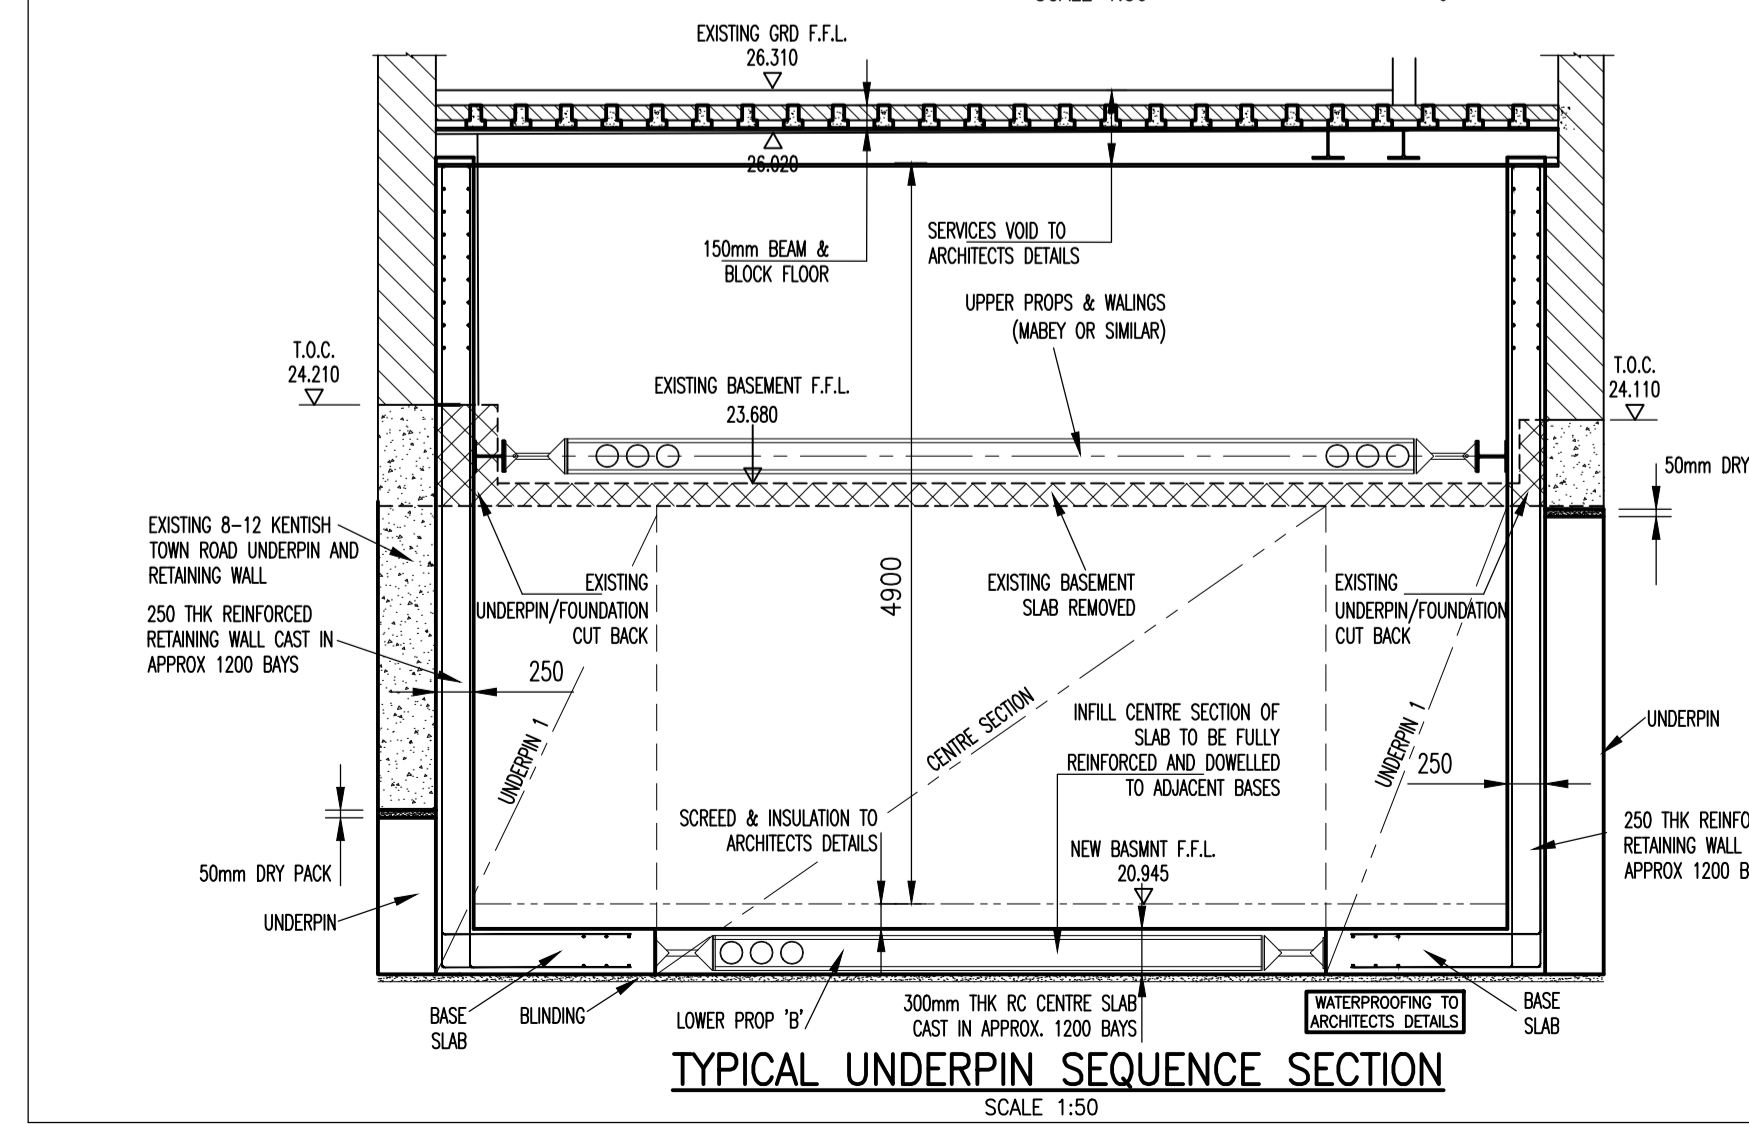 EXISTING GRD F.F.L.
26.310
26.020
150mm BEAM &
BLOCK FLOOR
SERVICES VOID TO
ARCHITECTS DETAILS
UPPER PROPS & WALINGS
(MABEY OR SIMILAR)
T.O.C.
24.210
EXISTING BASEMENT F.F.L.
23.680
T.O.C.
24.110
50mm DRY
EXISTING 8-12 KENTISH
TOWN ROAD UNDERPIN AND
RETAINING WALL
250 THK REINFORCED
RETAINING WALL CAST IN
APPROX 1200 BAYS
EXISTING
UNDERPIN/FOUNDATION
CUT BACK
4900
EXISTING BASEMENT
SLAB REMOVED
EXISTING
UNDERPIN/FOUNDATION
CUT BACK
250
UNDERPIN 1
CENTRE SECTION
INFILL CENTRE SECTION OF
SLAB TO BE FULLY
REINFORCED AND DOWELLED
TO ADJACENT BASES
UNDERPIN 1
250
UNDERPIN
SCREED & INSULATION TO
ARCHITECTS DETAILS
NEW BASMNT F.F.L.
20.945
250 THK REINFO
RETAINING WALL
APPROX 1200 B
50mm DRY PACK
UNDERPIN
BASE
SLAB
BLINDING
LOWER PROP 'B'
300mm THK RC CENTRE SLAB
CAST IN APPROX. 1200 BAYS
WATERPROOFING TO
ARCHITECTS DETAILS
BASE
SLAB
TYPICAL UNDERPIN SEQUENCE SECTION
SCALE 1:50